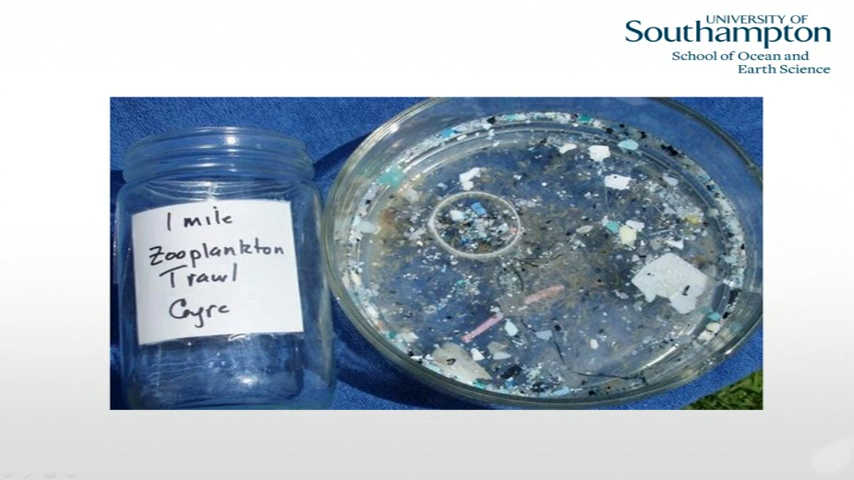 UNIVERSITY OF
Southampton
School of Ocean and
Earth Science
1 mile
Zooplankton
Trawl
Gyre